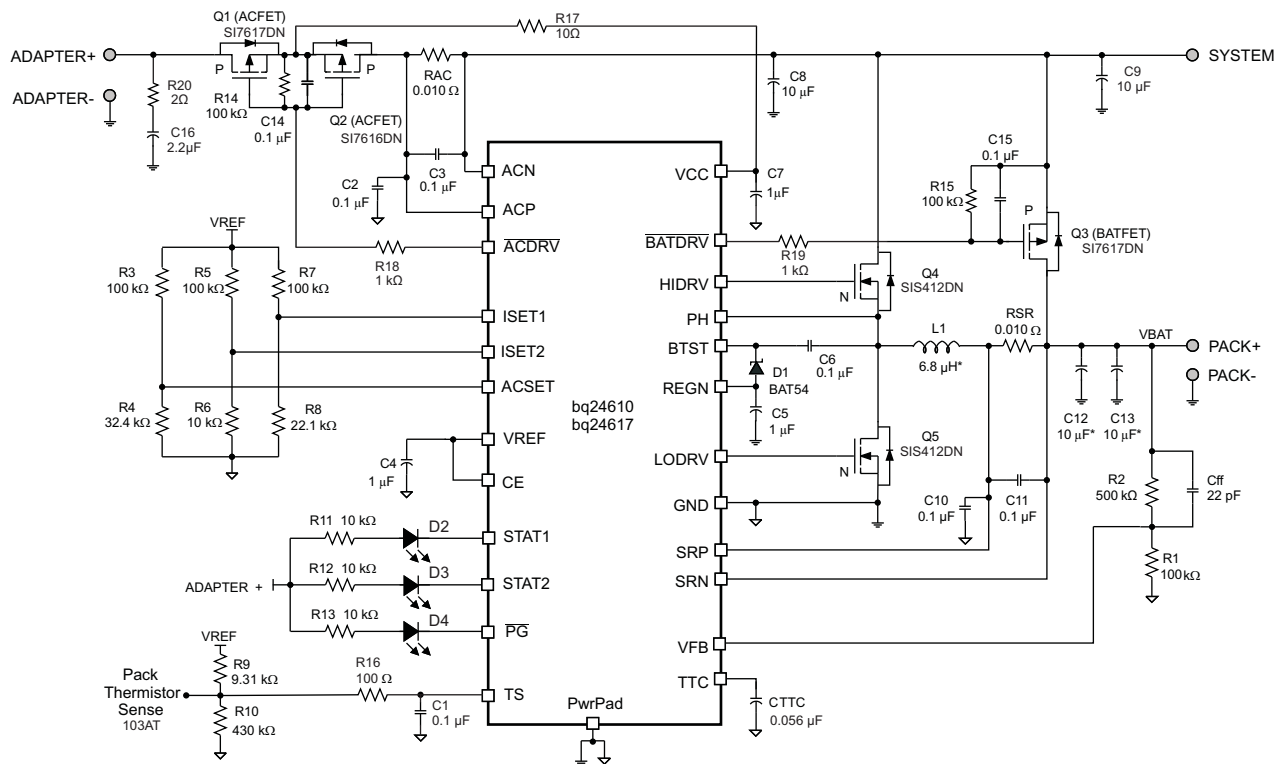 Q1 (ACFET)
SI7617DN
R17
10Ω
ADAPTER+
SYSTEM
P
P
R20
2Ω
RAC
0.010 Ω
C8
10 µF
C9
10 µF
ADAPTER-
R14
100 kΩ
C14
0.1 µF
Q2 (ACFET)
SI7616DN
C16
2.2µF
C15
0.1 µF
C2
0.1 µF
C3
0.1 µF
ACN
VCC
C7
1µF
R15
100 kΩ
P
ACP
VREF
ACDRV
BATDRV
Q3 (BATFET)
SI7617DN
R18
1 kΩ
R19
1 kΩ
R3
100 kΩ
R5
100 kΩ
R7
100 kΩ
HIDRV
N
Q4
SIS412DN
ISET1
PH
L1
6.8 µH*
RSR
0.010 Ω
VBAT
ISET2
BTST
C6
0.1 µF
PACK+
ACSET
REGN
D1
BAT54
PACK-
R4
32.4 kΩ
R6
10 kΩ
R8
22.1 kΩ
bq24610
bq24617
C5
1 µF
C12
10 µF*
C13
10 µF*
VREF
Q5
SIS412DN
C4
1 µF
LODRV
N
CE
R2
500 kΩ
Cff
22 pF
GND
C10
0.1 µF
C11
0.1 µF
R11 10 kΩ
D2
STAT1
SRP
R12 10 kΩ
D3
STAT2
SRN
R1
100kΩ
ADAPTER +
R13 10 kΩ
D4
PG
VFB
VREF
R9
9.31 kΩ
R16
100 Ω
Pack
Thermistor
Sense
103AT
TS
TTC
R10
430 kΩ
C1
0.1 µF
PwrPad
CTTC
0.056 µF